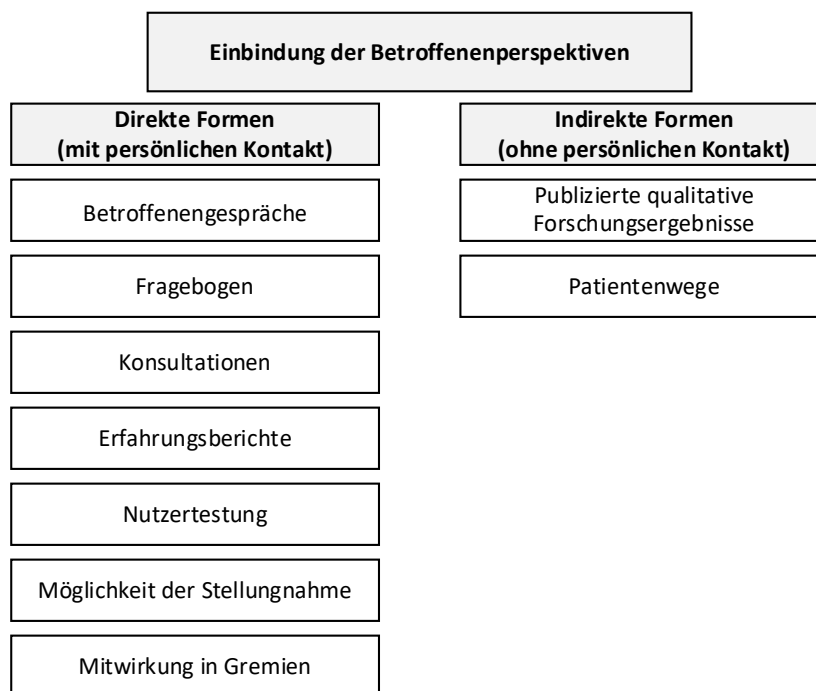 Einbindung der Betroffenenperspektiven
Direkte Formen
(mit persönlichen Kontakt)
Betroffenengespräche
Fragebogen
Konsultationen
Erfahrungsberichte
Nutzertestung
Möglichkeit der Stellungnahme
Mitwirkung in Gremien
Indirekte Formen
(ohne persönlichen Kontakt)
Publizierte qualitative
Forschungsergebnisse
Patientenwege